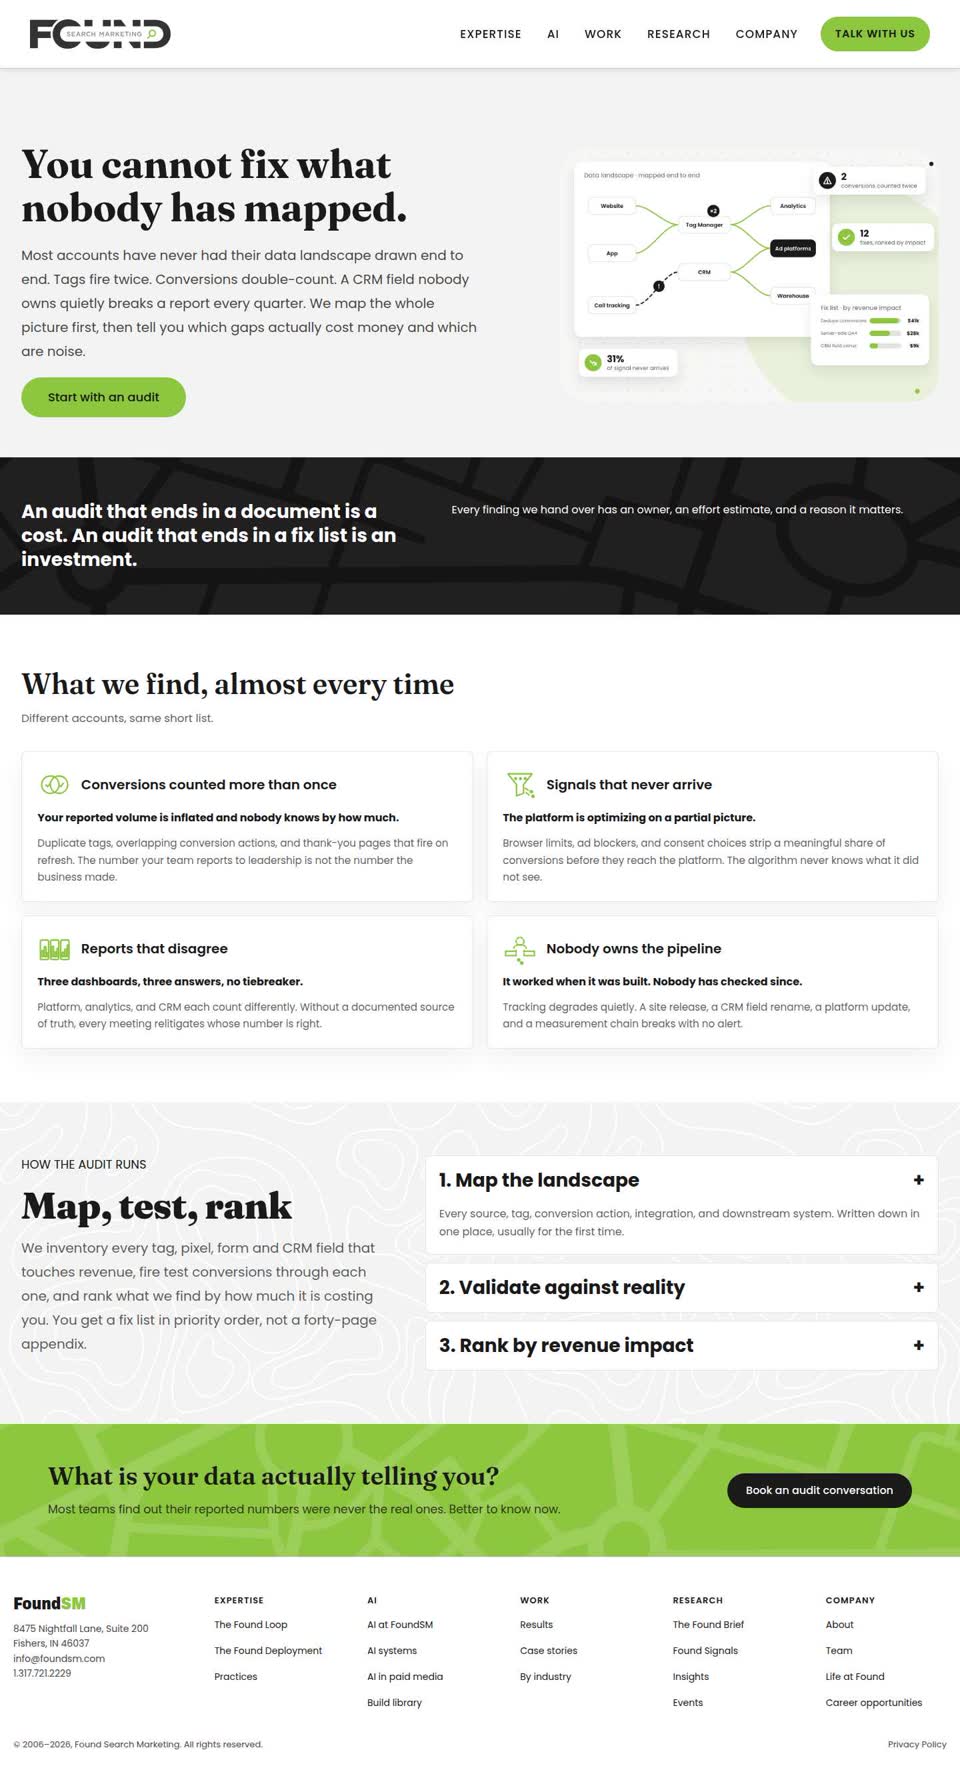 FOUND
SEARCH MARKETING
EXPERTISE
AI
WORK
RESEARCH
COMPANY
TALK WITH US
You cannot fix what
nobody has mapped.
Most accounts have never had their data landscape drawn end to
end. Tags fire twice. Conversions double-count. A CRM field nobody
owns quietly breaks a report every quarter. We map the whole
picture first, then tell you which gaps actually cost money and which
are noise.
Start with an audit
Data landscape · mapped end to end
Website
App
Call tracking
×2
Tag Manager
CRM
!
Analytics
Ad platforms
Warehouse
2
conversions counted twice
12
fixes, ranked by impact
Fix list · by revenue impact
Dedupe conversions
$41k
Server-side
$28k
CRM field
$9k
31%
of signal never arrives
An audit that ends in a document is a
cost. An audit that ends in a fix list is an
investment.
Every finding we hand over has an owner, an effort estimate, and a reason it matters.
What we find, almost every time
Different accounts, same short list.
Conversions counted more than once
Your reported volume is inflated and nobody knows by how much.
Duplicate tags, overlapping conversion actions, and thank-you pages that fire on
refresh. The number your team reports to leadership is not the number the
business made.
Signals that never arrive
The platform is optimizing on a partial picture.
Browser limits, ad blockers, and consent choices strip a meaningful share of
conversions before they reach the platform. The algorithm never knows what it did
not see.
Reports that disagree
Three dashboards, three answers, no tiebreaker.
Platform, analytics, and CRM each count differently. Without a documented source
of truth, every meeting relitigates whose number is right.
Nobody owns the pipeline
It worked when it was built. Nobody has checked since.
Tracking degrades quietly. A site release, a CRM field rename, a platform update,
and a measurement chain breaks with no alert.
HOW THE AUDIT RUNS
Map, test, rank
We inventory every tag, pixel, form and CRM field that
touches revenue, fire test conversions through each
one, and rank what we find by how much it is costing
you. You get a fix list in priority order, not a forty-page
appendix.
1. Map the landscape
+
Every source, tag, conversion action, integration, and downstream system. Written down in
one place, usually for the first time.
2. Validate against reality
+
3. Rank by revenue impact
+
What is your data actually telling you?
Most teams find out their reported numbers were never the real ones. Better to know now.
Book an audit conversation
FoundSM
8475 Nightfall Lane, Suite 200
Fishers, IN 46037
info@foundsm.com
1.317.721.2229
EXPERTISE
The Found Loop
The Found Deployment
Practices
AI
AI at FoundSM
AI systems
AI in paid media
Build library
WORK
Results
Case stories
By industry
RESEARCH
The Found Brief
Found Signals
Insights
Events
COMPANY
About
Team
Life at Found
Career opportunities
© 2006–2026, Found Search Marketing. All rights reserved.
Privacy Policy